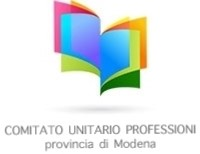 COMITATO UNITARIO PROFESSIONI
provincia di Modena